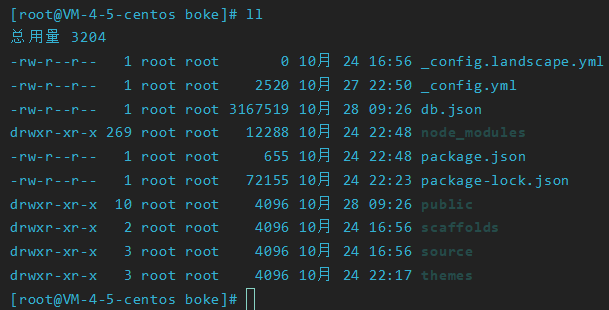 [root@VM-4-5-centos boke]# ll
总用量 3204
-rw-r--r--   1 root root       0 10月 24 16:56 _config.landscape.yml
-rw-r--r--   1 root root    2520 10月 27 22:50 _config.yml
-rw-r--r--   1 root root 3167519 10月 28 09:26 db.json
drwxr-xr-x 269 root root   12288 10月 24 22:48 node_modules
-rw-r--r--   1 root root     655 10月 24 22:48 package.json
-rw-r--r--   1 root root   72155 10月 24 22:23 package-lock.json
drwxr-xr-x  10 root root    4096 10月 28 09:26 public
drwxr-xr-x   2 root root    4096 10月 24 16:56 scaffolds
drwxr-xr-x   3 root root    4096 10月 24 16:56 source
drwxr-xr-x   3 root root    4096 10月 24 22:17 themes
[root@VM-4-5-centos boke]#